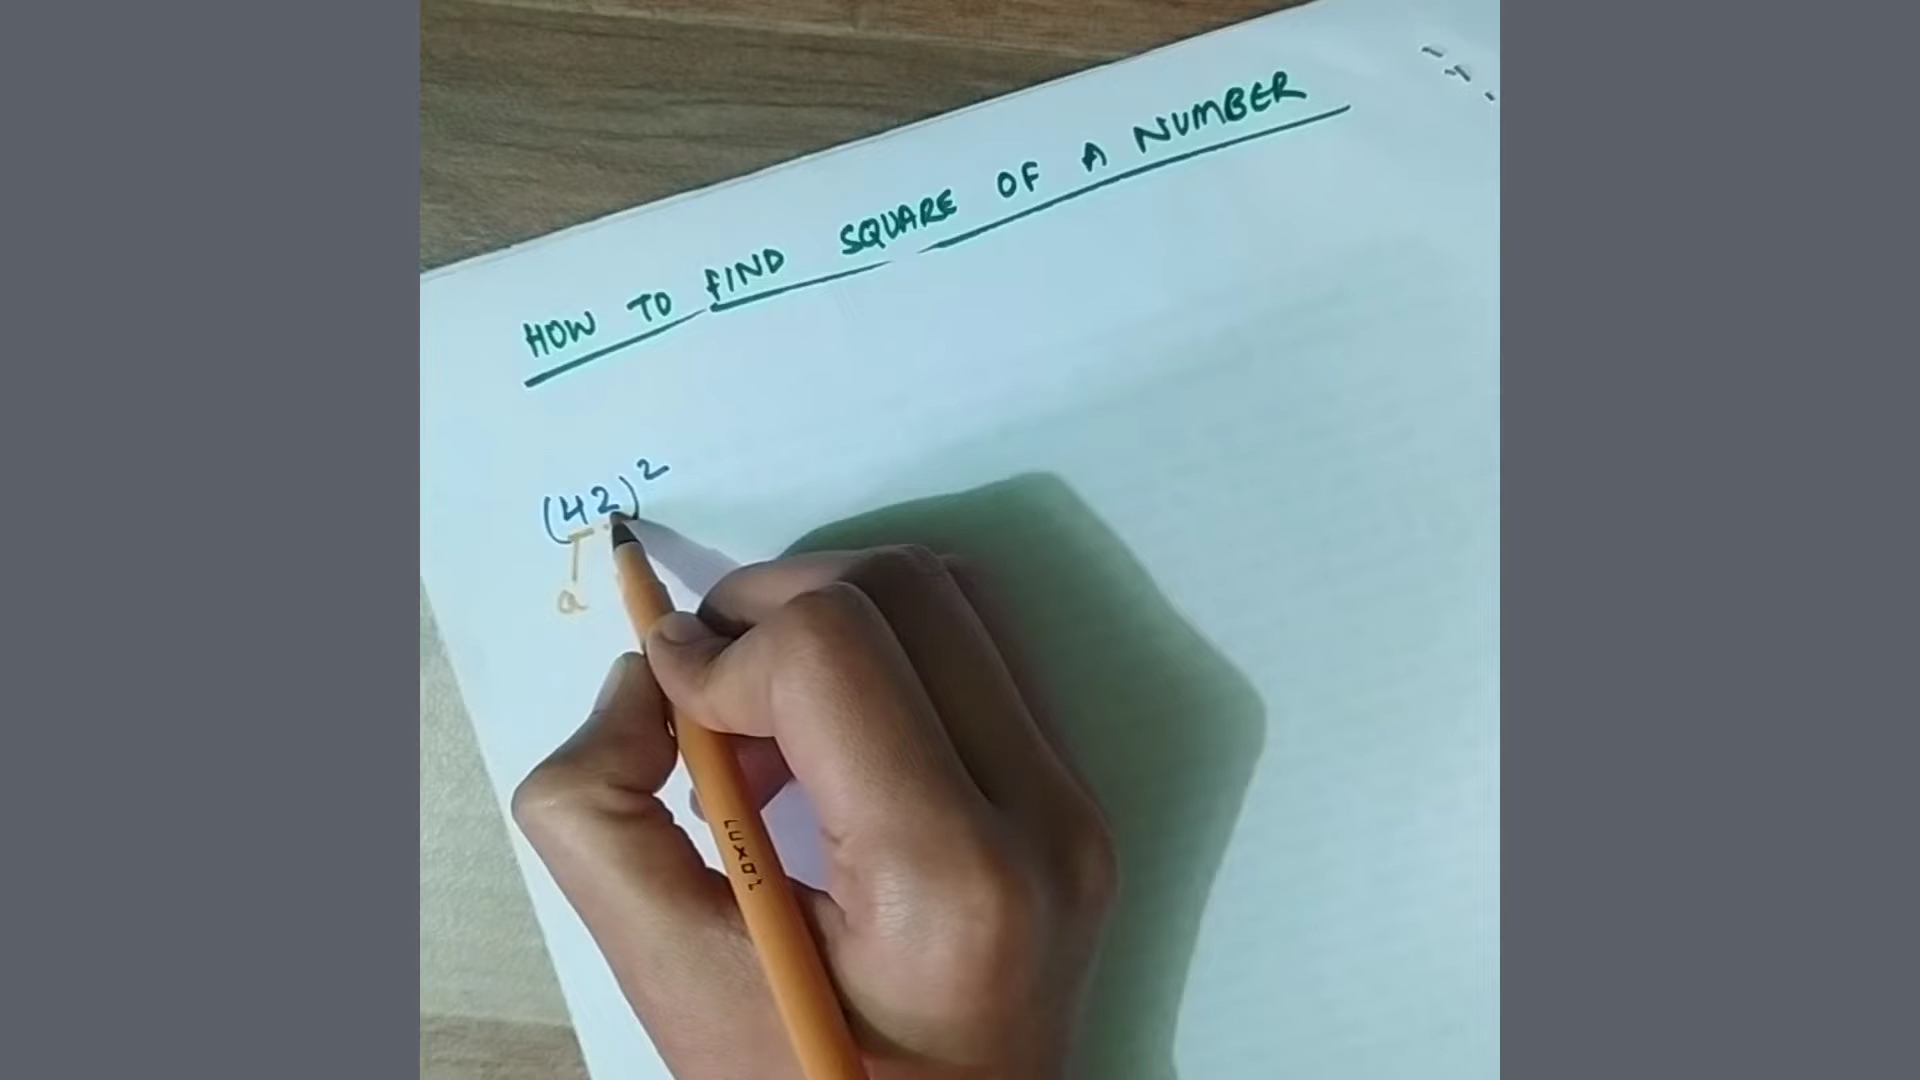 HOW TO FIND SQUARE OF A NUMBER
(42)²
a
LUXOR